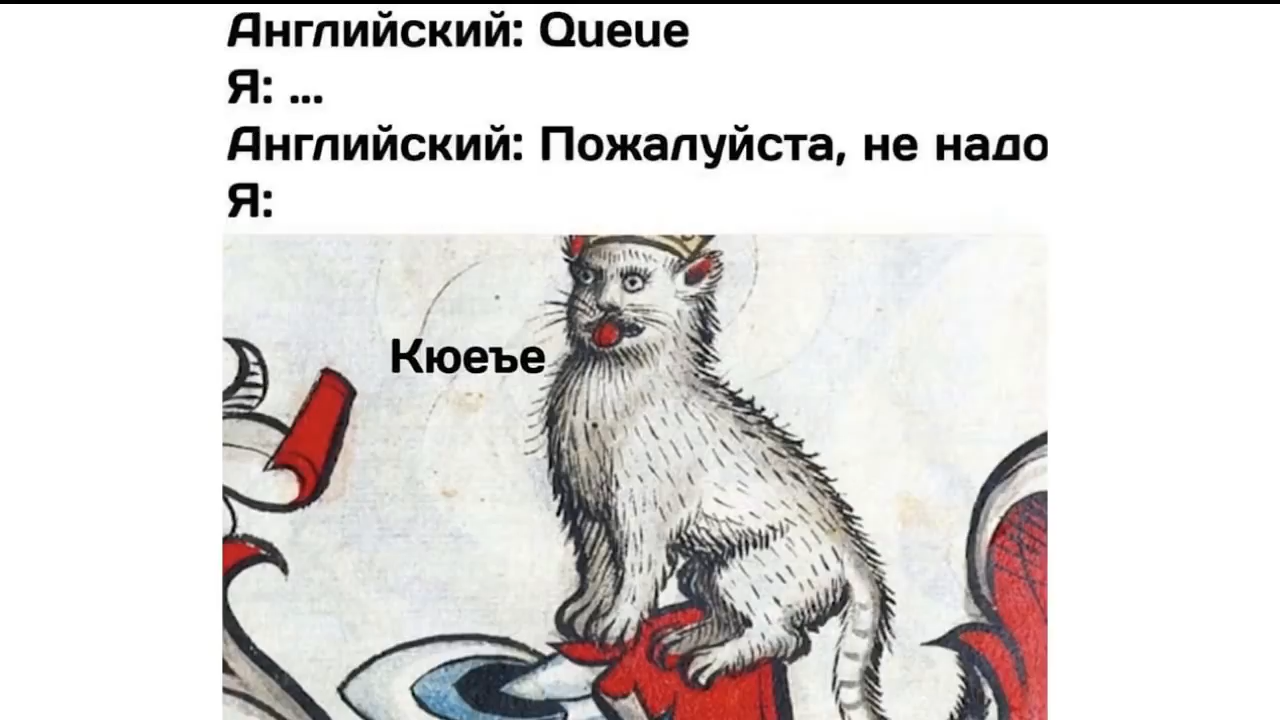 Английский: Queue
Я: ...
Английский: Пожалуйста, не надо
Я:
Кюеъе